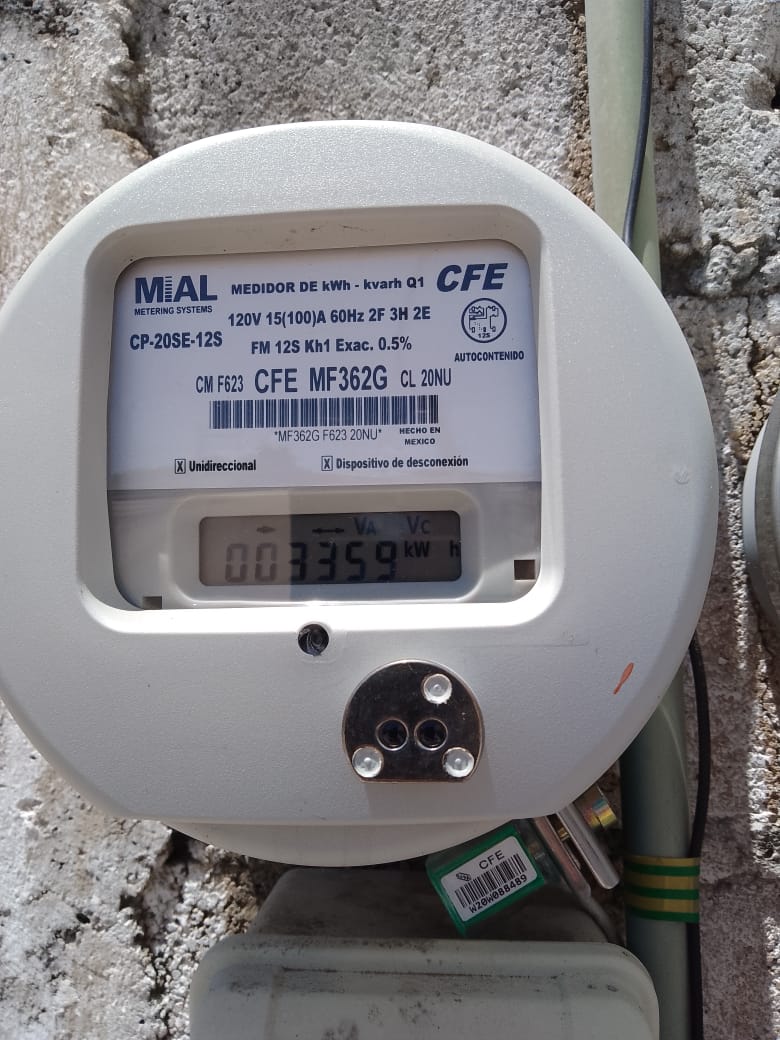 MIAL
METERING SYSTEMS
MEDIDOR DE kWh - kvarh Q1
CFE
CP-20SE-12S
120V 15(100)A 60Hz 2F 3H 2E
FM 12S Kh1 Exac. 0.5%
12S
AUTOCONTENIDO
CM F623 CFE MF362G CL 20NU
*MF362G F623 20NU*
HECHO EN
MEXICO
X Unidireccional
X Dispositivo de desconexión
VA VC
003359 kW h
CFE
W20W088489